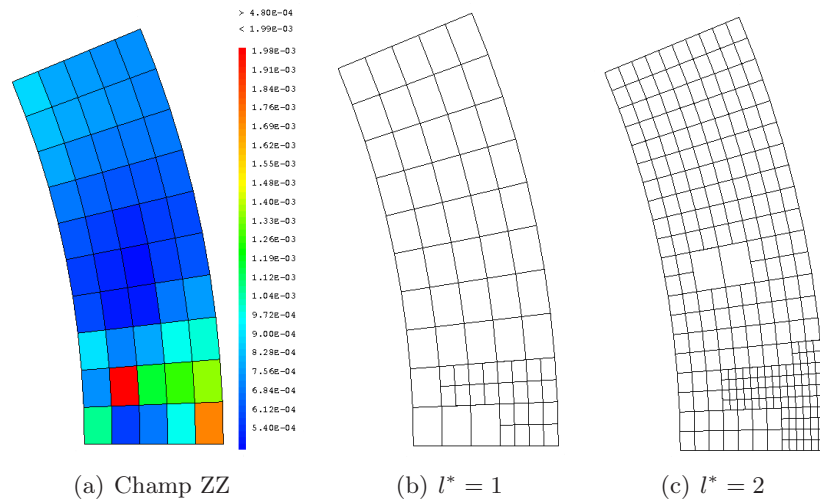 > 4.80E-04
< 1.99E-03
1.98E-03
1.91E-03
1.84E-03
1.76E-03
1.69E-03
1.62E-03
1.55E-03
1.48E-03
1.40E-03
1.33E-03
1.26E-03
1.19E-03
1.12E-03
1.04E-03
9.72E-04
9.00E-04
8.28E-04
7.56E-04
6.84E-04
6.12E-04
5.40E-04
(a) Champ ZZ
(b) l* = 1
(c) l* = 2